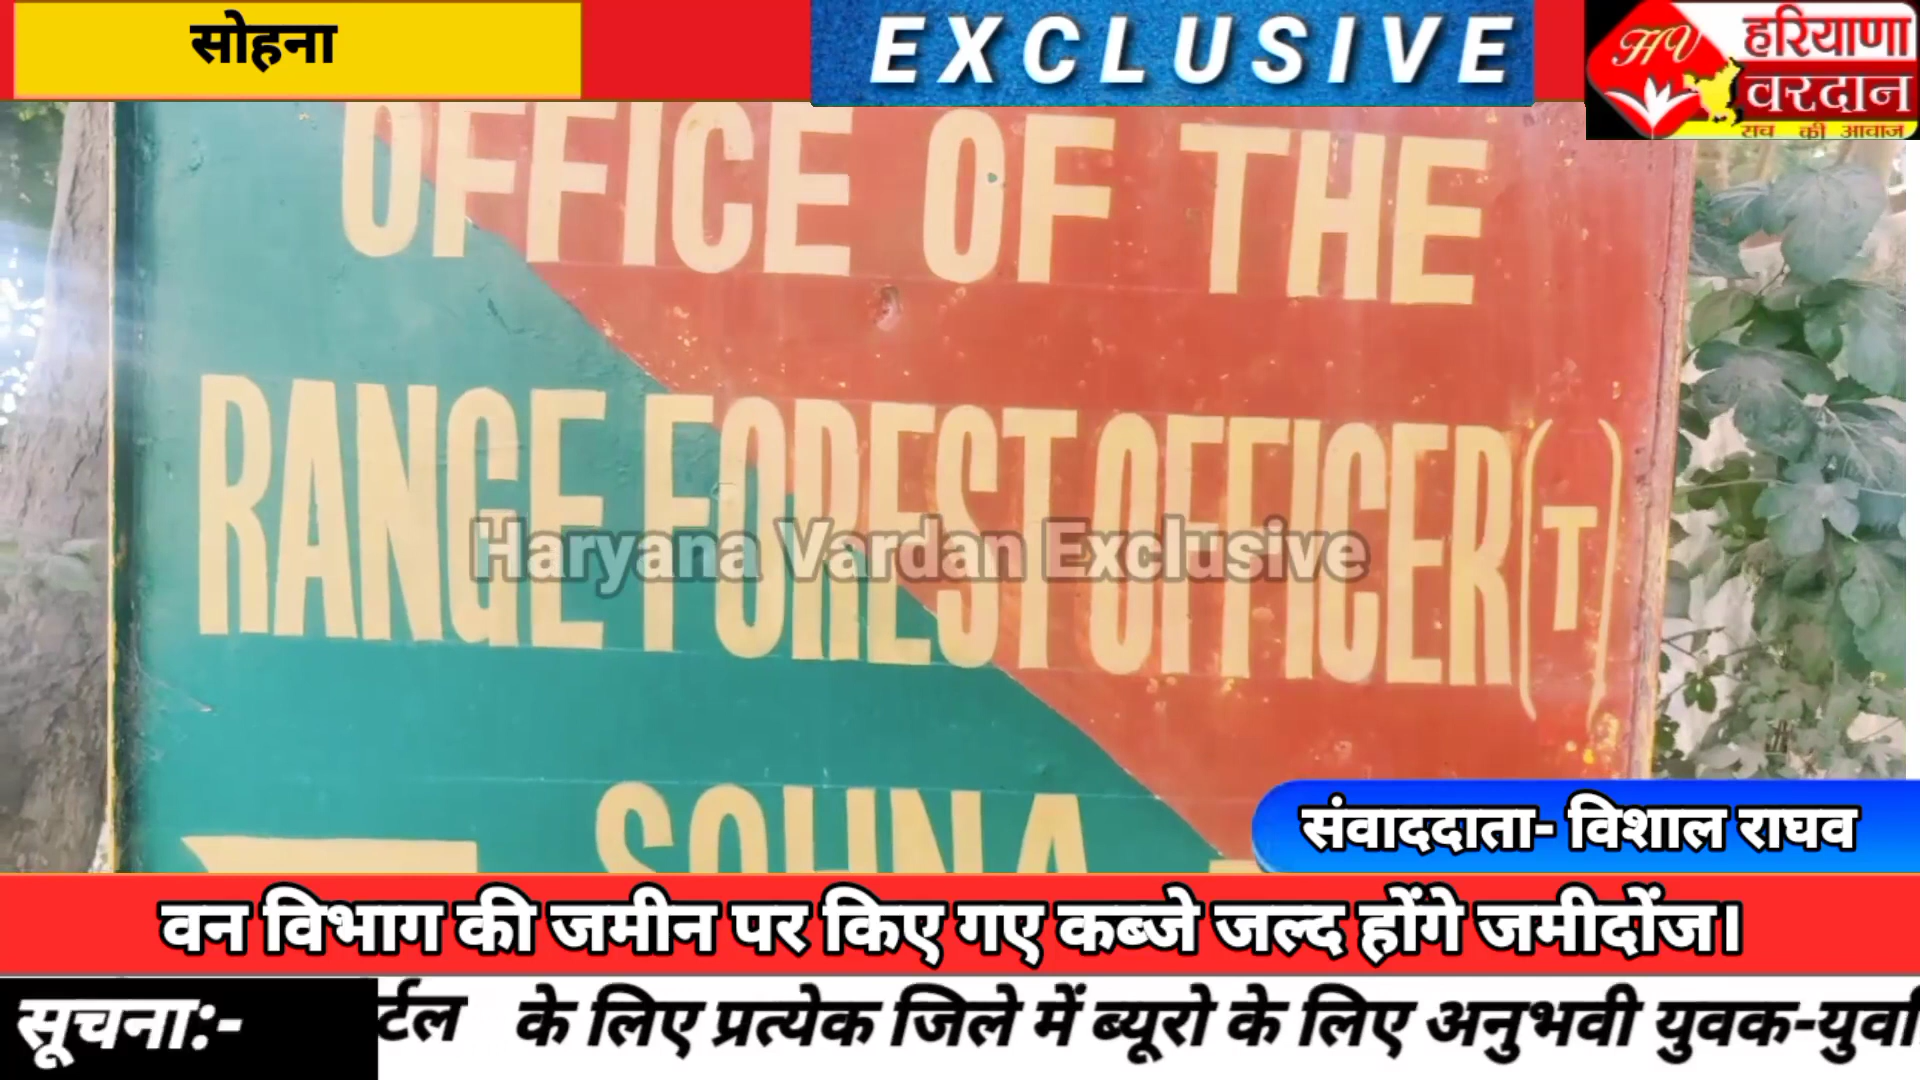 सोहना
EXCLUSIVE
HV
हरियाणा
वरदान
सच की आवाज
OFFICE OF THE
RANGE FOREST OFFICER (T)
Haryana Vardan Exclusive
SOHNA
संवाददाता- विशाल राघव
वन विभाग की जमीन पर किए गए कब्जे जल्द होंगे जमीदोंज।
सूचना:- र्टल के लिए प्रत्येक जिले में ब्यूरो के लिए अनुभवी युवक-युवा